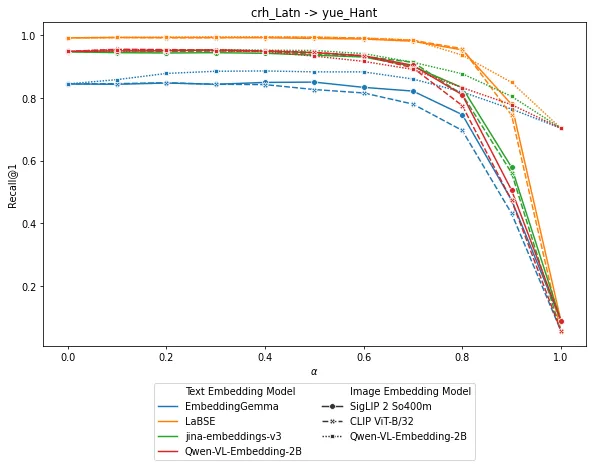 crh_Latn -> yue_Hant
Recall@1
1.0
0.8
0.6
0.4
0.2
0.0 0.2 0.4 0.6 0.8 1.0
α
Text Embedding Model
EmbeddingGemma
LaBSE
jina-embeddings-v3
Qwen-VL-Embedding-2B
Image Embedding Model
SigLIP 2 So400m
CLIP ViT-B/32
Qwen-VL-Embedding-2B